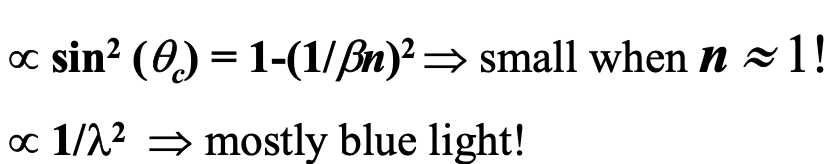 ∝ sin² (θc) = 1-(1/βn)² ⇒ small when n ≈ 1!
∝ 1/λ² ⇒ mostly blue light!